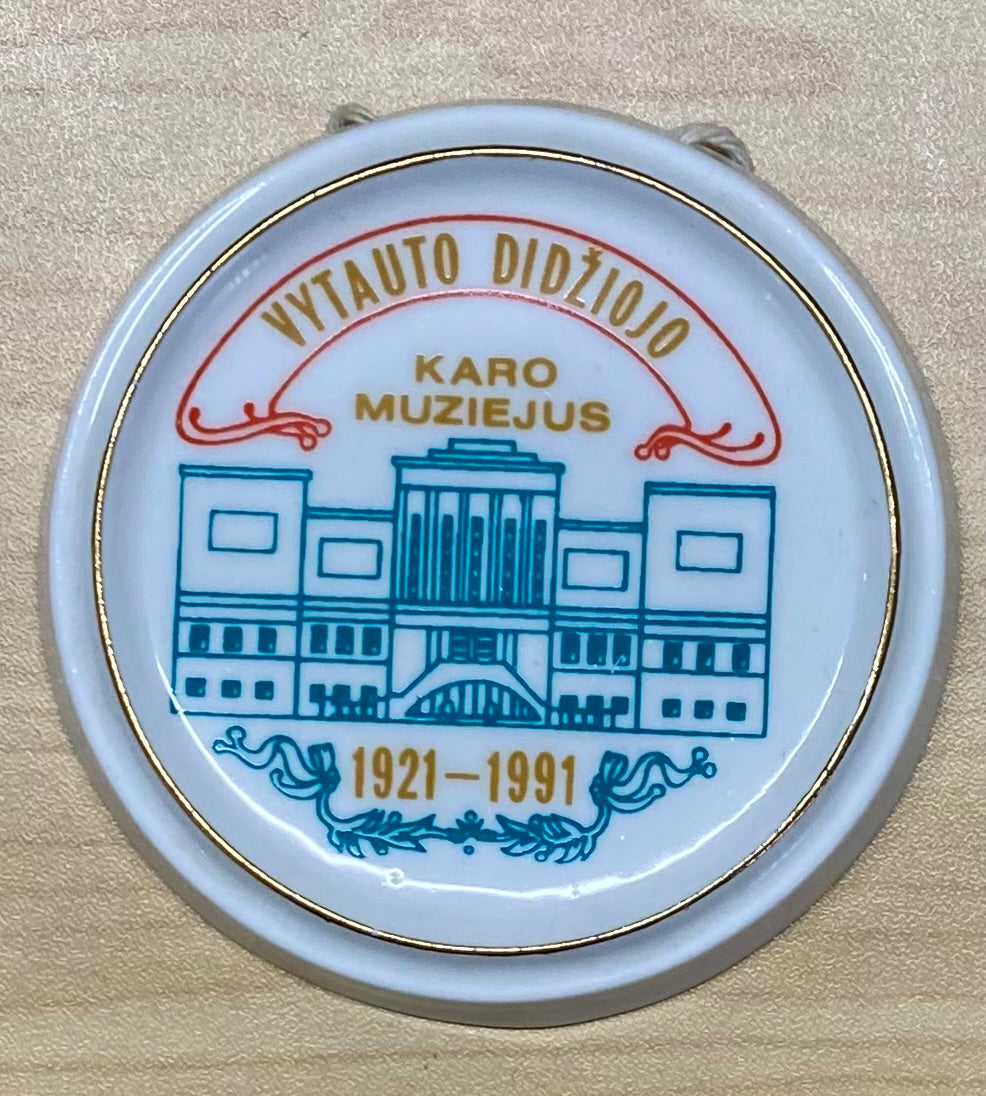 VYTAUTO DIDŽIOJO
KARO
MUZIEJUS
1921–1991